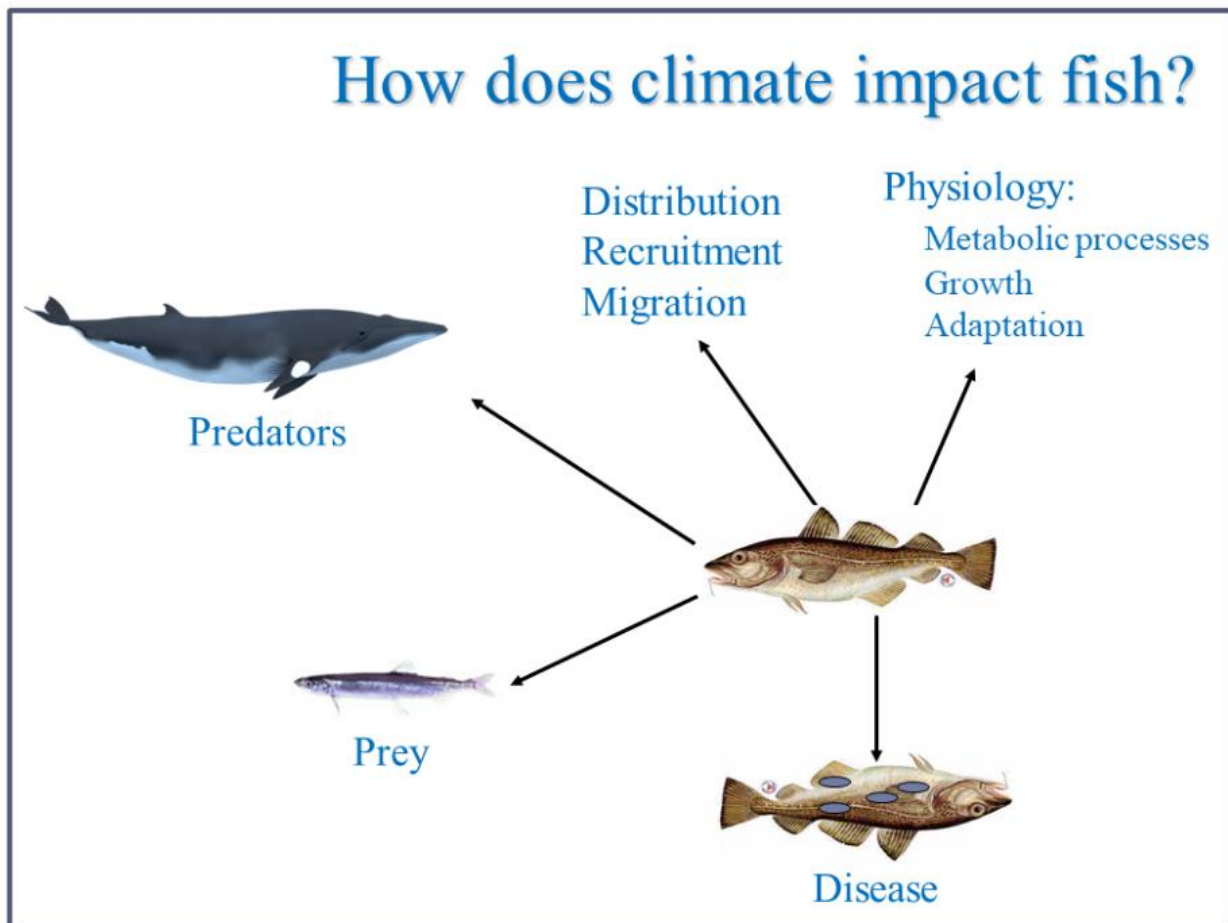 How does climate impact fish?
Distribution
Recruitment
Migration
Physiology:
Metabolic processes
Growth
Adaptation
Predators
Prey
Disease